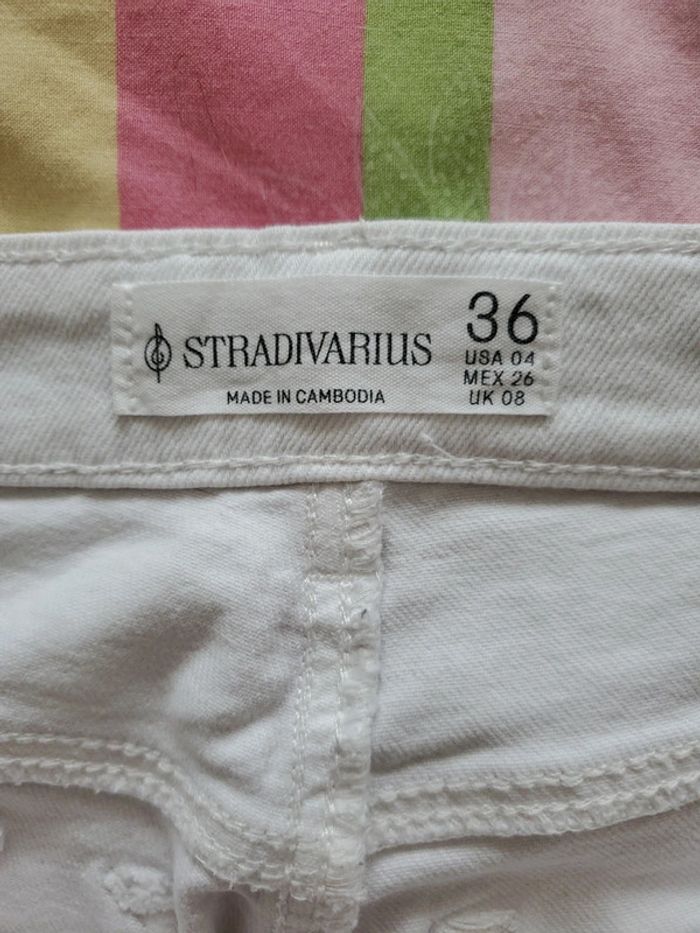 STRADIVARIUS
MADE IN CAMBODIA
36
USA 04
MEX 26
UK 08